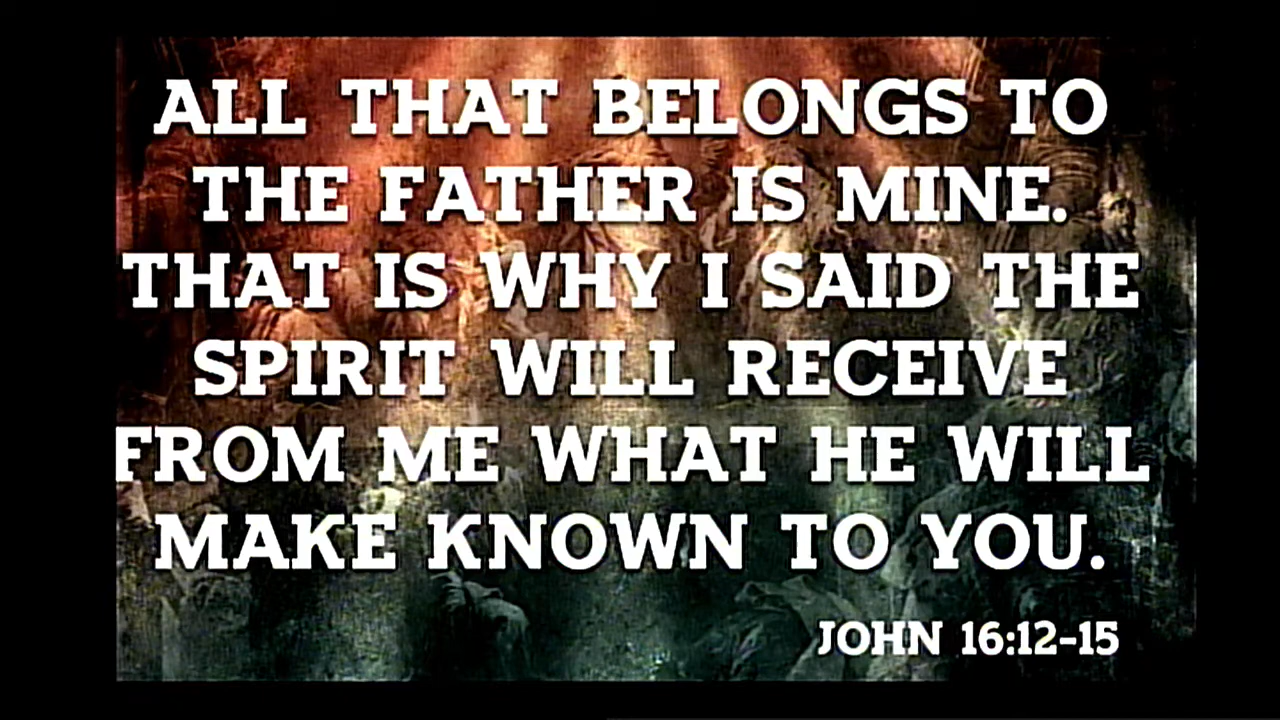 ALL THAT BELONGS TO
THE FATHER IS MINE.
THAT IS WHY I SAID THE
SPIRIT WILL RECEIVE
FROM ME WHAT HE WILL
MAKE KNOWN TO YOU.
JOHN 16:12-15